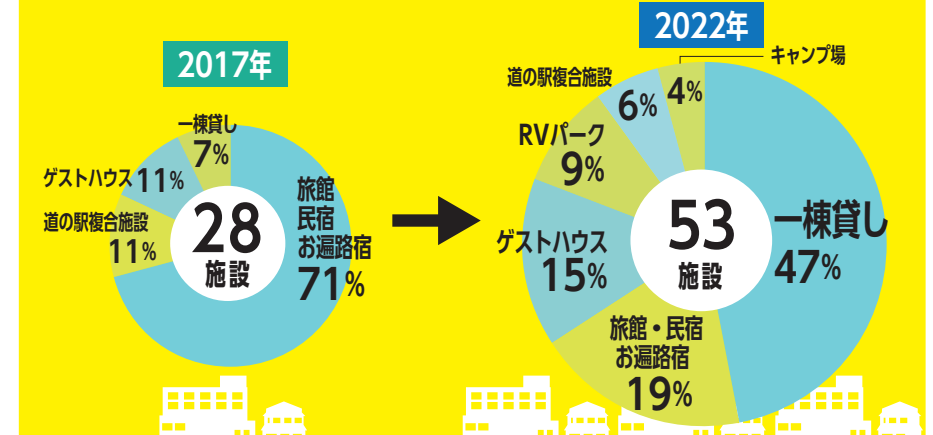 2017年
一棟貸し
7%
ゲストハウス 11%
道の駅複合施設
11%
28
施設
旅館
民宿
お遍路宿
71%
2022年
キャンプ場
4%
道の駅複合施設
6%
RVパーク
9%
ゲストハウス
15%
旅館・民宿
お遍路宿
19%
53
施設
一棟貸し
47%